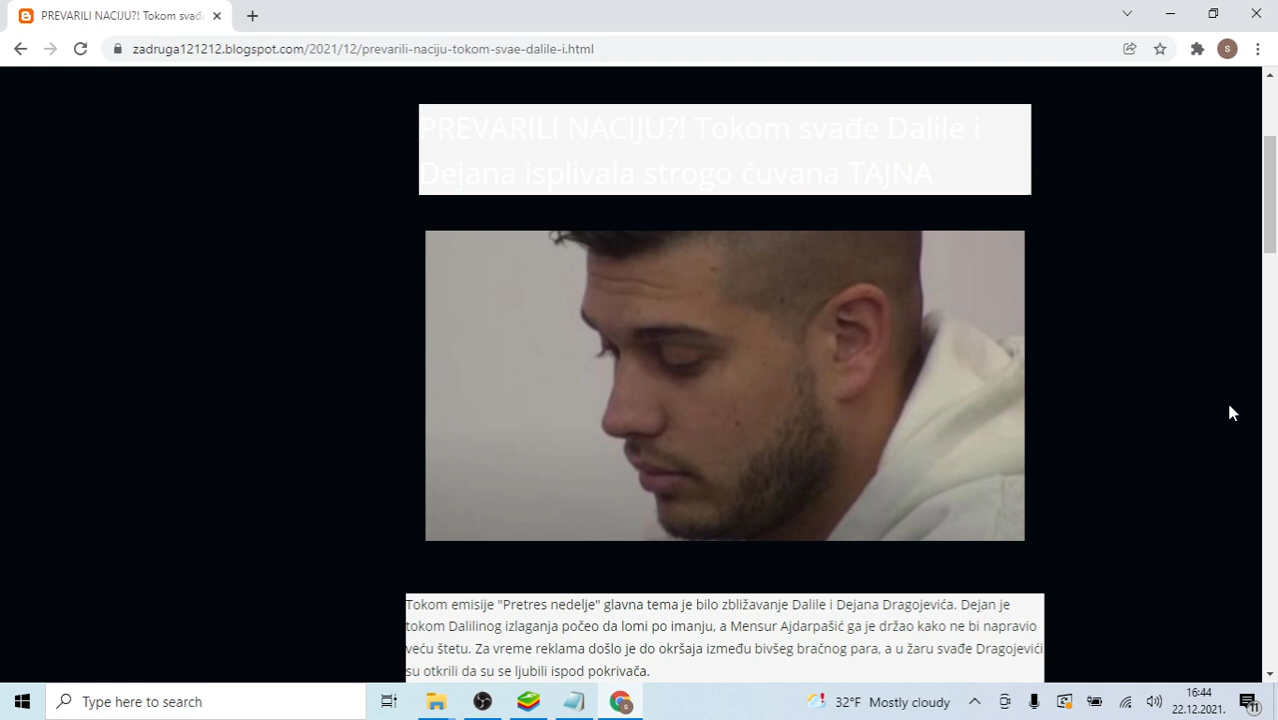 PREVARILI NACIJU?! Tokom svađ
zadruga121212.blogspot.com/2021/12/prevarili-naciju-tokom-svae-dalile-i.html
S
PREVARILI NACIJU?! Tokom svađe Dalile i
Dejana isplivala strogo čuvana TAJNA
Tokom emisije "Pretres nedelje" glavna tema je bilo zbližavanje Dalile i Dejana Dragojevića. Dejan je
tokom Dalilinog izlaganja počeo da lomi po imanju, a Mensur Ajdarpašić ga je držao kako ne bi napravio
veću štetu. Za vreme reklama došlo je do okršaja između bivšeg bračnog para, a u žaru svađe Dragojevići
su otkrili da su se ljubili ispod pokrivača.
Type here to search
S
32°F Mostly cloudy
16:44
22.12.2021.
11